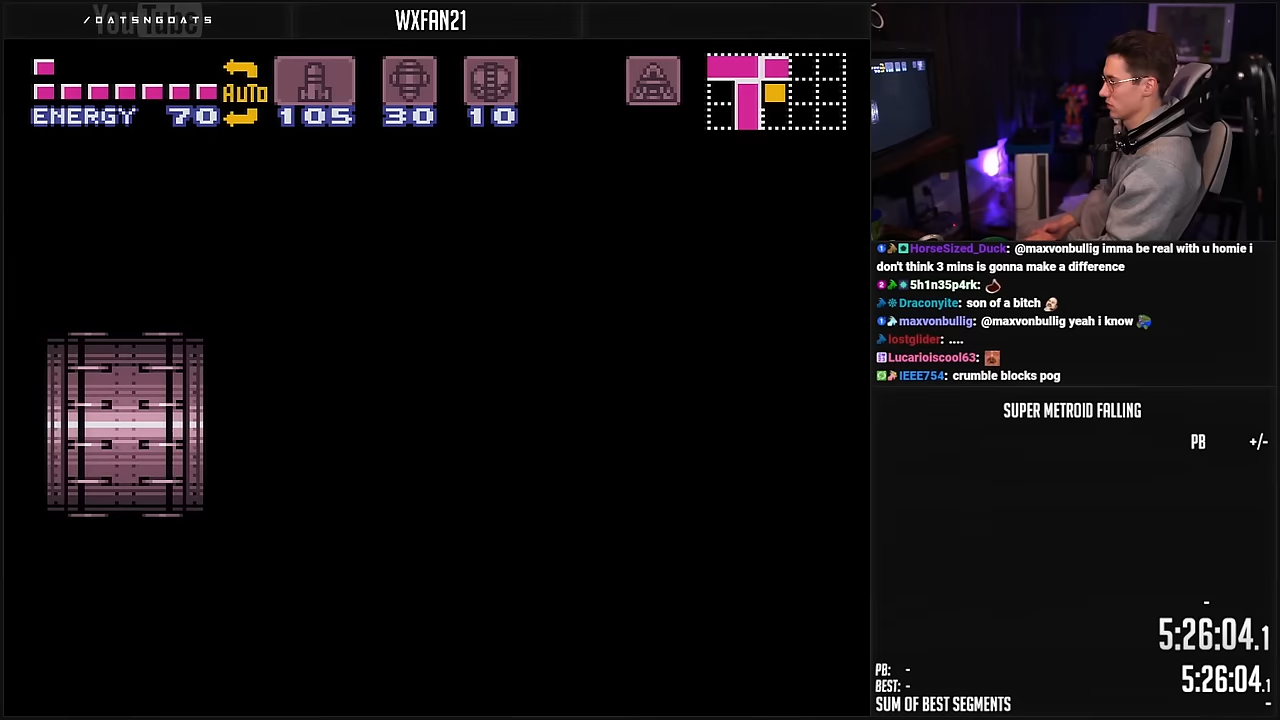 YouTube
/OATSNGOATS
WXFAN21
AUTO
ENERGY 70
105
30
10
HorseSized_Duck: @maxvonbullig imma be real with u homie i
don't think 3 mins is gonna make a difference
5h1n35p4rk:
Draconyite: son of a bitch
maxvonbullig: @maxvonbullig yeah i know
lostglider: ....
Lucarioiscool63:
IEEE754: crumble blocks pog
SUPER METROID FALLING
PB +/-
-
5:26:04.1
PB: -
5:26:04.1
BEST: -
SUM OF BEST SEGMENTS -